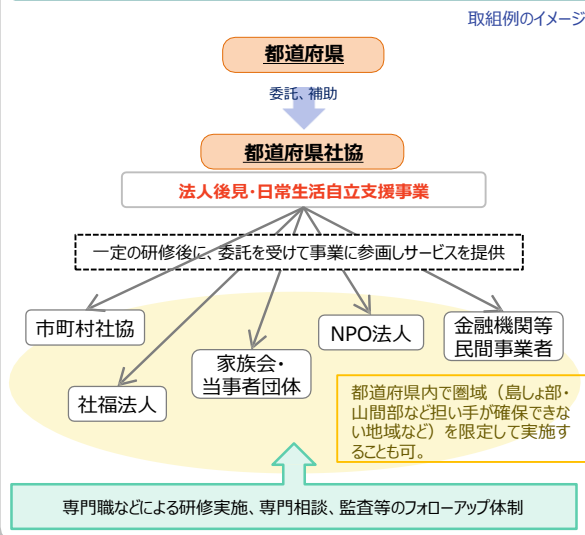 取組例のイメージ
都道府県
委託、補助
都道府県社協
法人後見・日常生活自立支援事業
一定の研修後に、委託を受けて事業に参画しサービスを提供
市町村社協
社福法人
家族会・
当事者団体
NPO法人
金融機関等
民間事業者
都道府県内で圏域（島しょ部・
山間部など担い手が確保できな
い地域など）を限定して実施す
ることも可。
専門職などによる研修実施、専門相談、監査等のフォローアップ体制